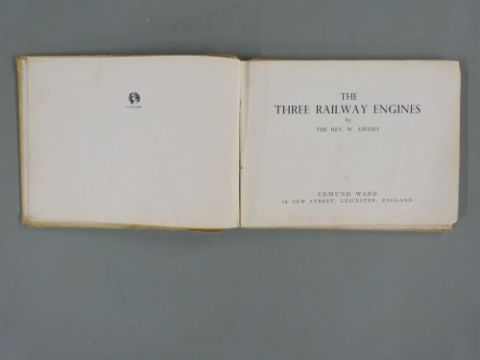 THE
THREE RAILWAY ENGINES
by
THE REV. W. AWDRY
EDMUND WARD
16 NEW STREET, LEICESTER, ENGLAND